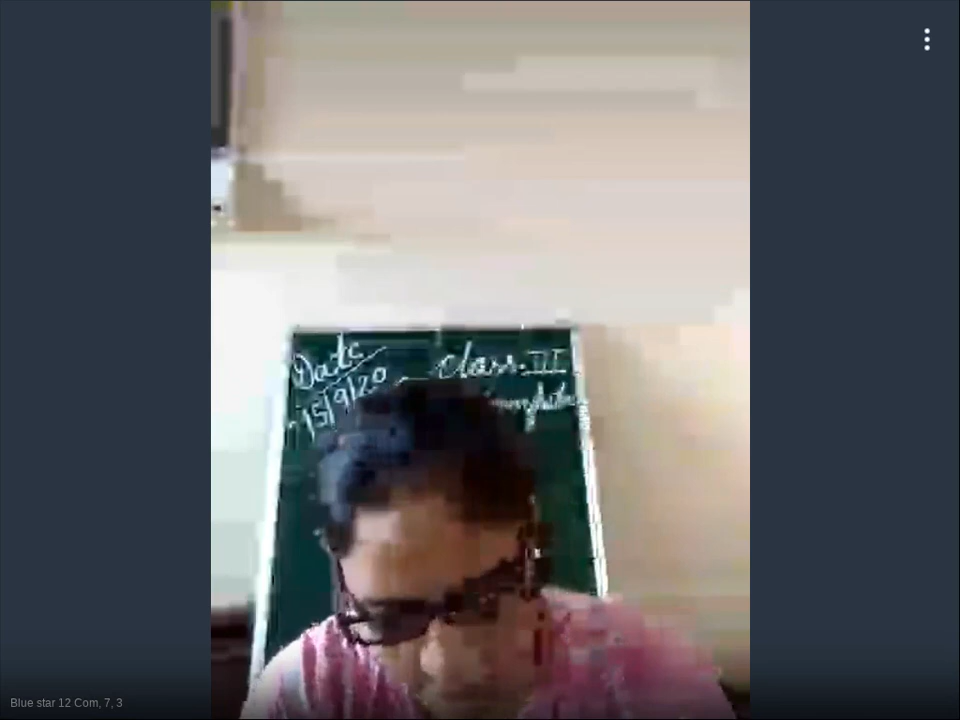 Date class-III
15/9/20
Blue star 12 Com, 7, 3